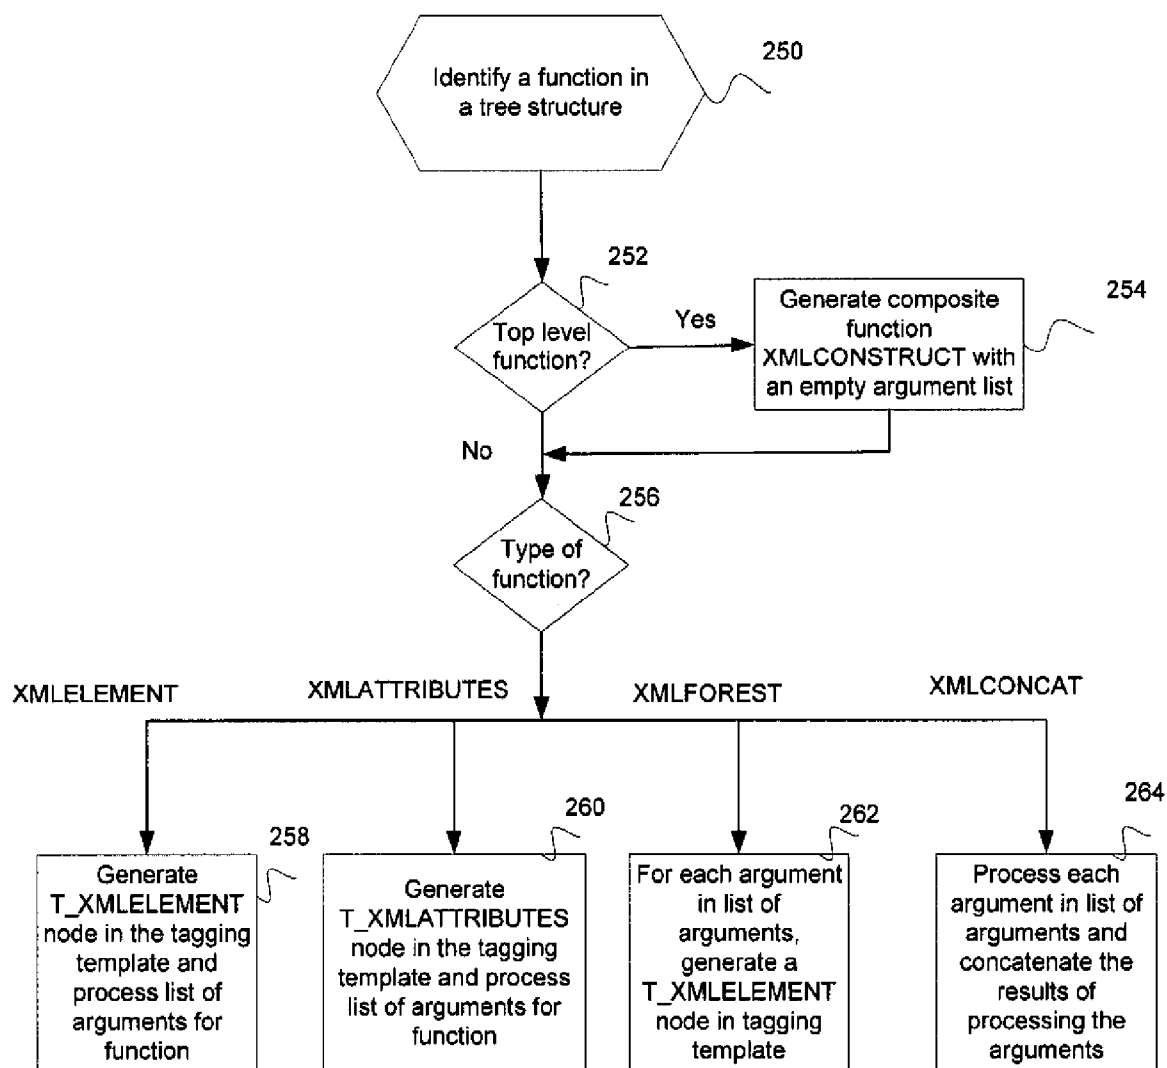 Identify a function in
a tree structure
250
252
Top level
function?
Yes
Generate composite
function
XMLCONSTRUCT with
an empty argument list
254
No
256
Type of
function?
XMLELEMENT
XMLATTRIBUTES
XMLFOREST
XMLCONCAT
258
Generate
T_XMLELEMENT
node in the tagging
template and
process list of
arguments for
function
260
Generate
T_XMLATTRIBUTES
node in the tagging
template and process
list of arguments for
function
262
For each argument
in list of
arguments,
generate a
T_XMLELEMENT
node in tagging
template
264
Process each
argument in list of
arguments and
concatenate the
results of
processing the
arguments